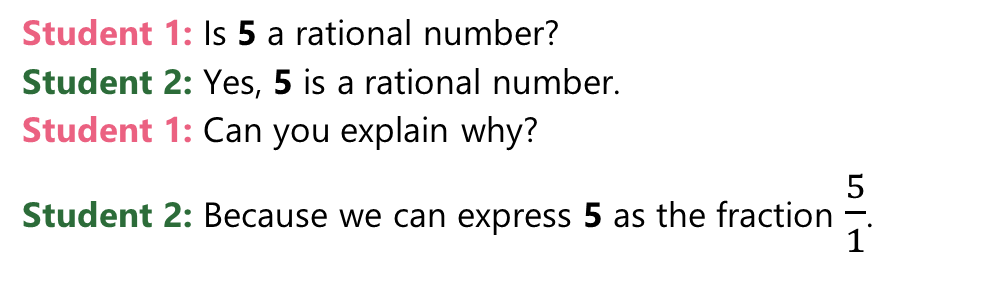 Student 1: Is 5 a rational number?
Student 2: Yes, 5 is a rational number.
Student 1: Can you explain why?
Student 2: Because we can express 5 as the fraction 5/1.